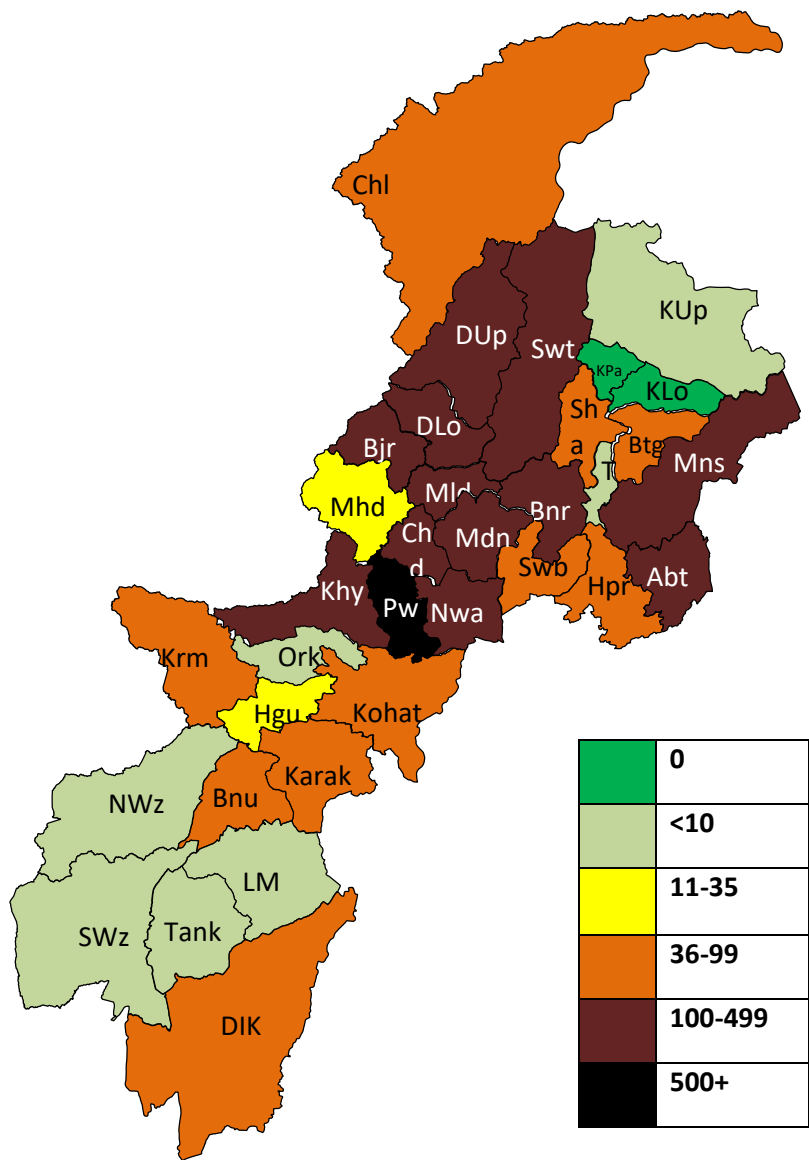 Chl
KUp
DUp
Swt
KPa
KLo
Sh
a
DLo
Btg
Bjr
Mns
T
Mld
Mhd
Bnr
Ch
d
Mdn
Swb
Abt
Khy
Hpr
Pw
Nwa
Krm
Ork
Hgu
Kohat
Karak
NWz
Bnu
LM
SWz
Tank
DIK
0
<10
11-35
36-99
100-499
500+